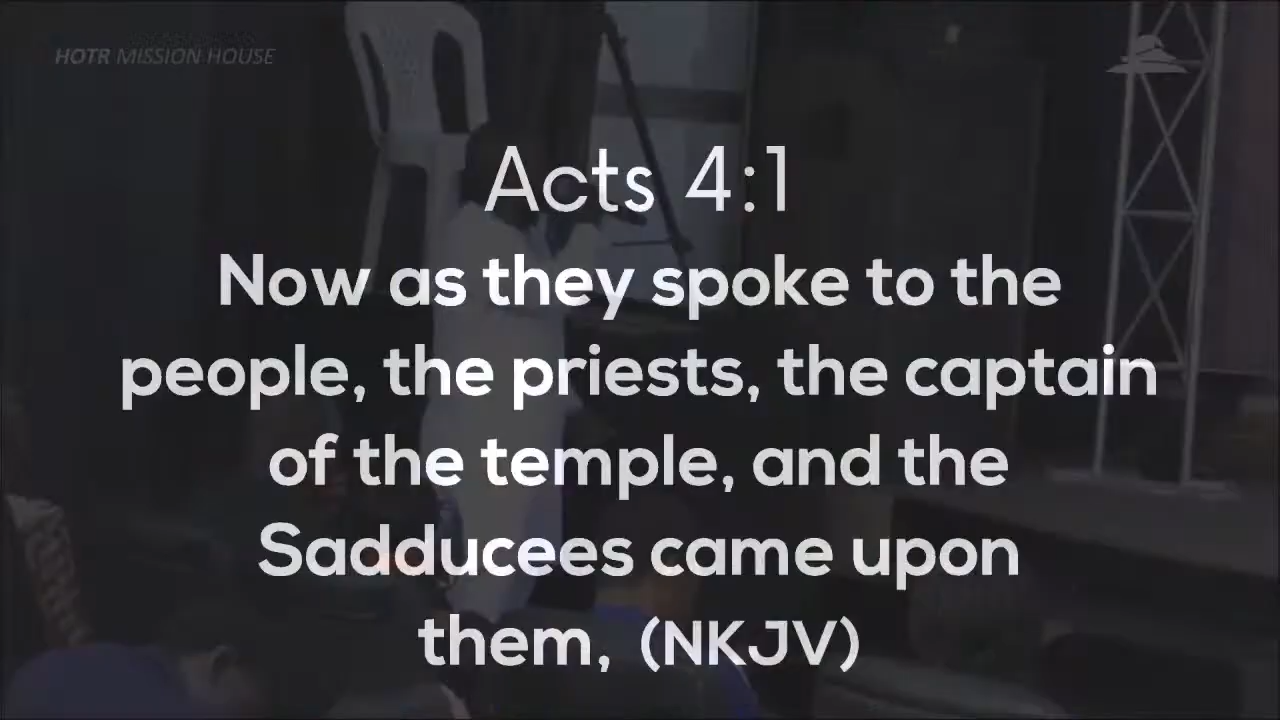 HOTR MISSION HOUSE
Acts 4:1
Now as they spoke to the
people, the priests, the captain
of the temple, and the
Sadducees came upon
them, (NKJV)